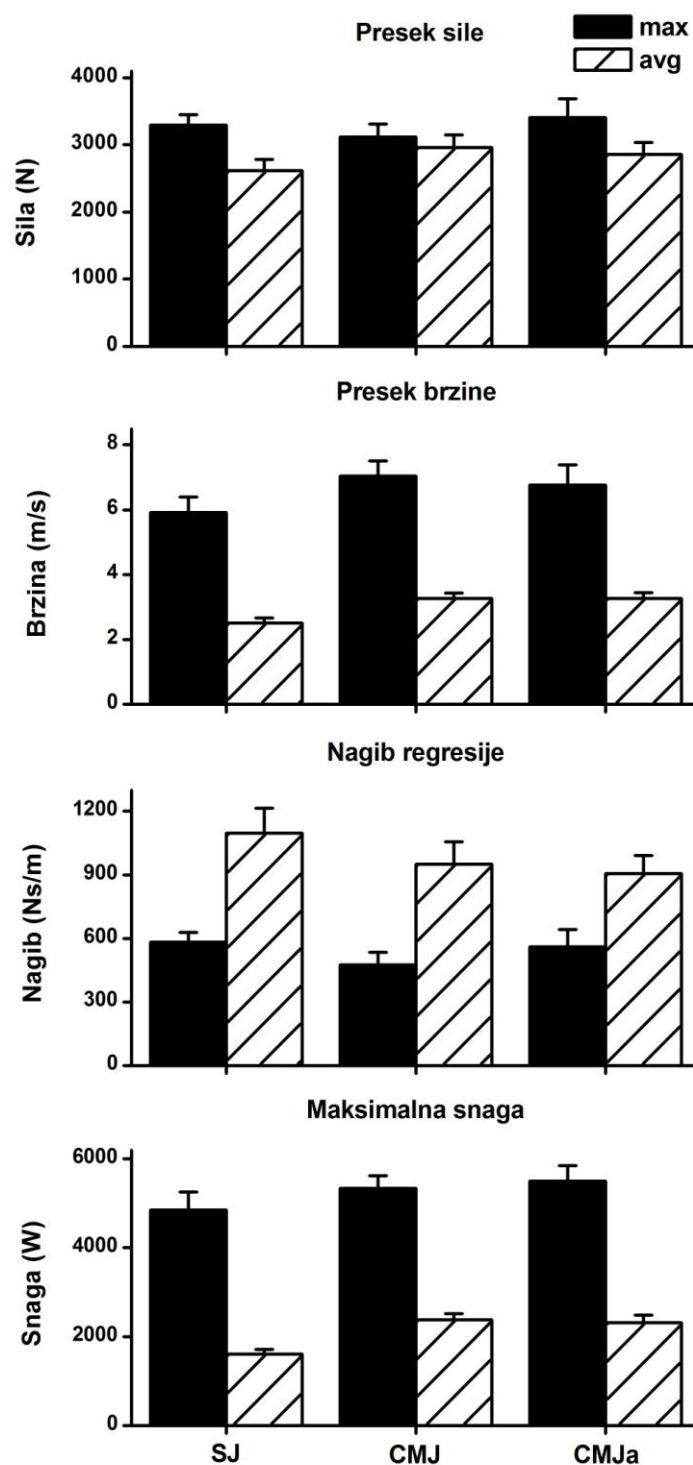 Presek sile
max
avg
Sila (N)
4000
3000
2000
1000
0
Presek brzine
Brzina (m/s)
8
6
4
2
0
Nagib regresije
Nagib (Ns/m)
1200
900
600
300
0
Maksimalna snaga
Snaga (W)
6000
4000
2000
0
SJ CMJ CMJa